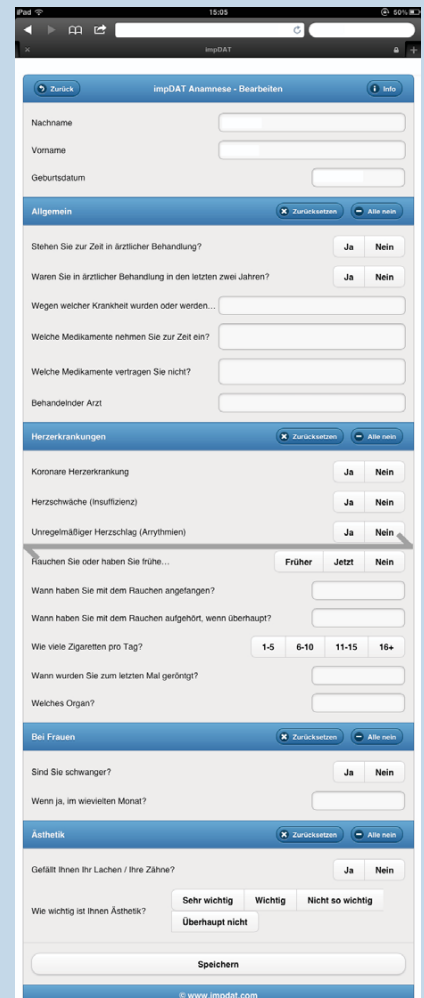 iPad 15:05 50%
impDAT
Zurück impDAT Anamnese - Bearbeiten Info
Nachname
Vorname
Geburtsdatum
Allgemein Zurücksetzen Alle nein
Stehen Sie zur Zeit in ärztlicher Behandlung? Ja Nein
Waren Sie in ärztlicher Behandlung in den letzten zwei Jahren? Ja Nein
Wegen welcher Krankheit wurden oder werden...
Welche Medikamente nehmen Sie zur Zeit ein?
Welche Medikamente vertragen Sie nicht?
Behandelnder Arzt
Herzerkrankungen Zurücksetzen Alle nein
Koronare Herzerkrankung Ja Nein
Herzschwäche (Insuffizienz) Ja Nein
Unregelmäßiger Herzschlag (Arrythmien) Ja Nein
Rauchen Sie oder haben Sie frühe... Früher Jetzt Nein
Wann haben Sie mit dem Rauchen angefangen?
Wann haben Sie mit dem Rauchen aufgehört, wenn überhaupt?
Wie viele Zigaretten pro Tag? 1-5 6-10 11-15 16+
Wann wurden Sie zum letzten Mal geröntgt?
Welches Organ?
Bei Frauen Zurücksetzen Alle nein
Sind Sie schwanger? Ja Nein
Wenn ja, im wievielten Monat?
Ästhetik Zurücksetzen Alle nein
Gefällt Ihnen Ihr Lachen / Ihre Zähne? Ja Nein
Wie wichtig ist Ihnen Ästhetik? Sehr wichtig Wichtig Nicht so wichtig
Überhaupt nicht
Speichern
© www.impdat.com